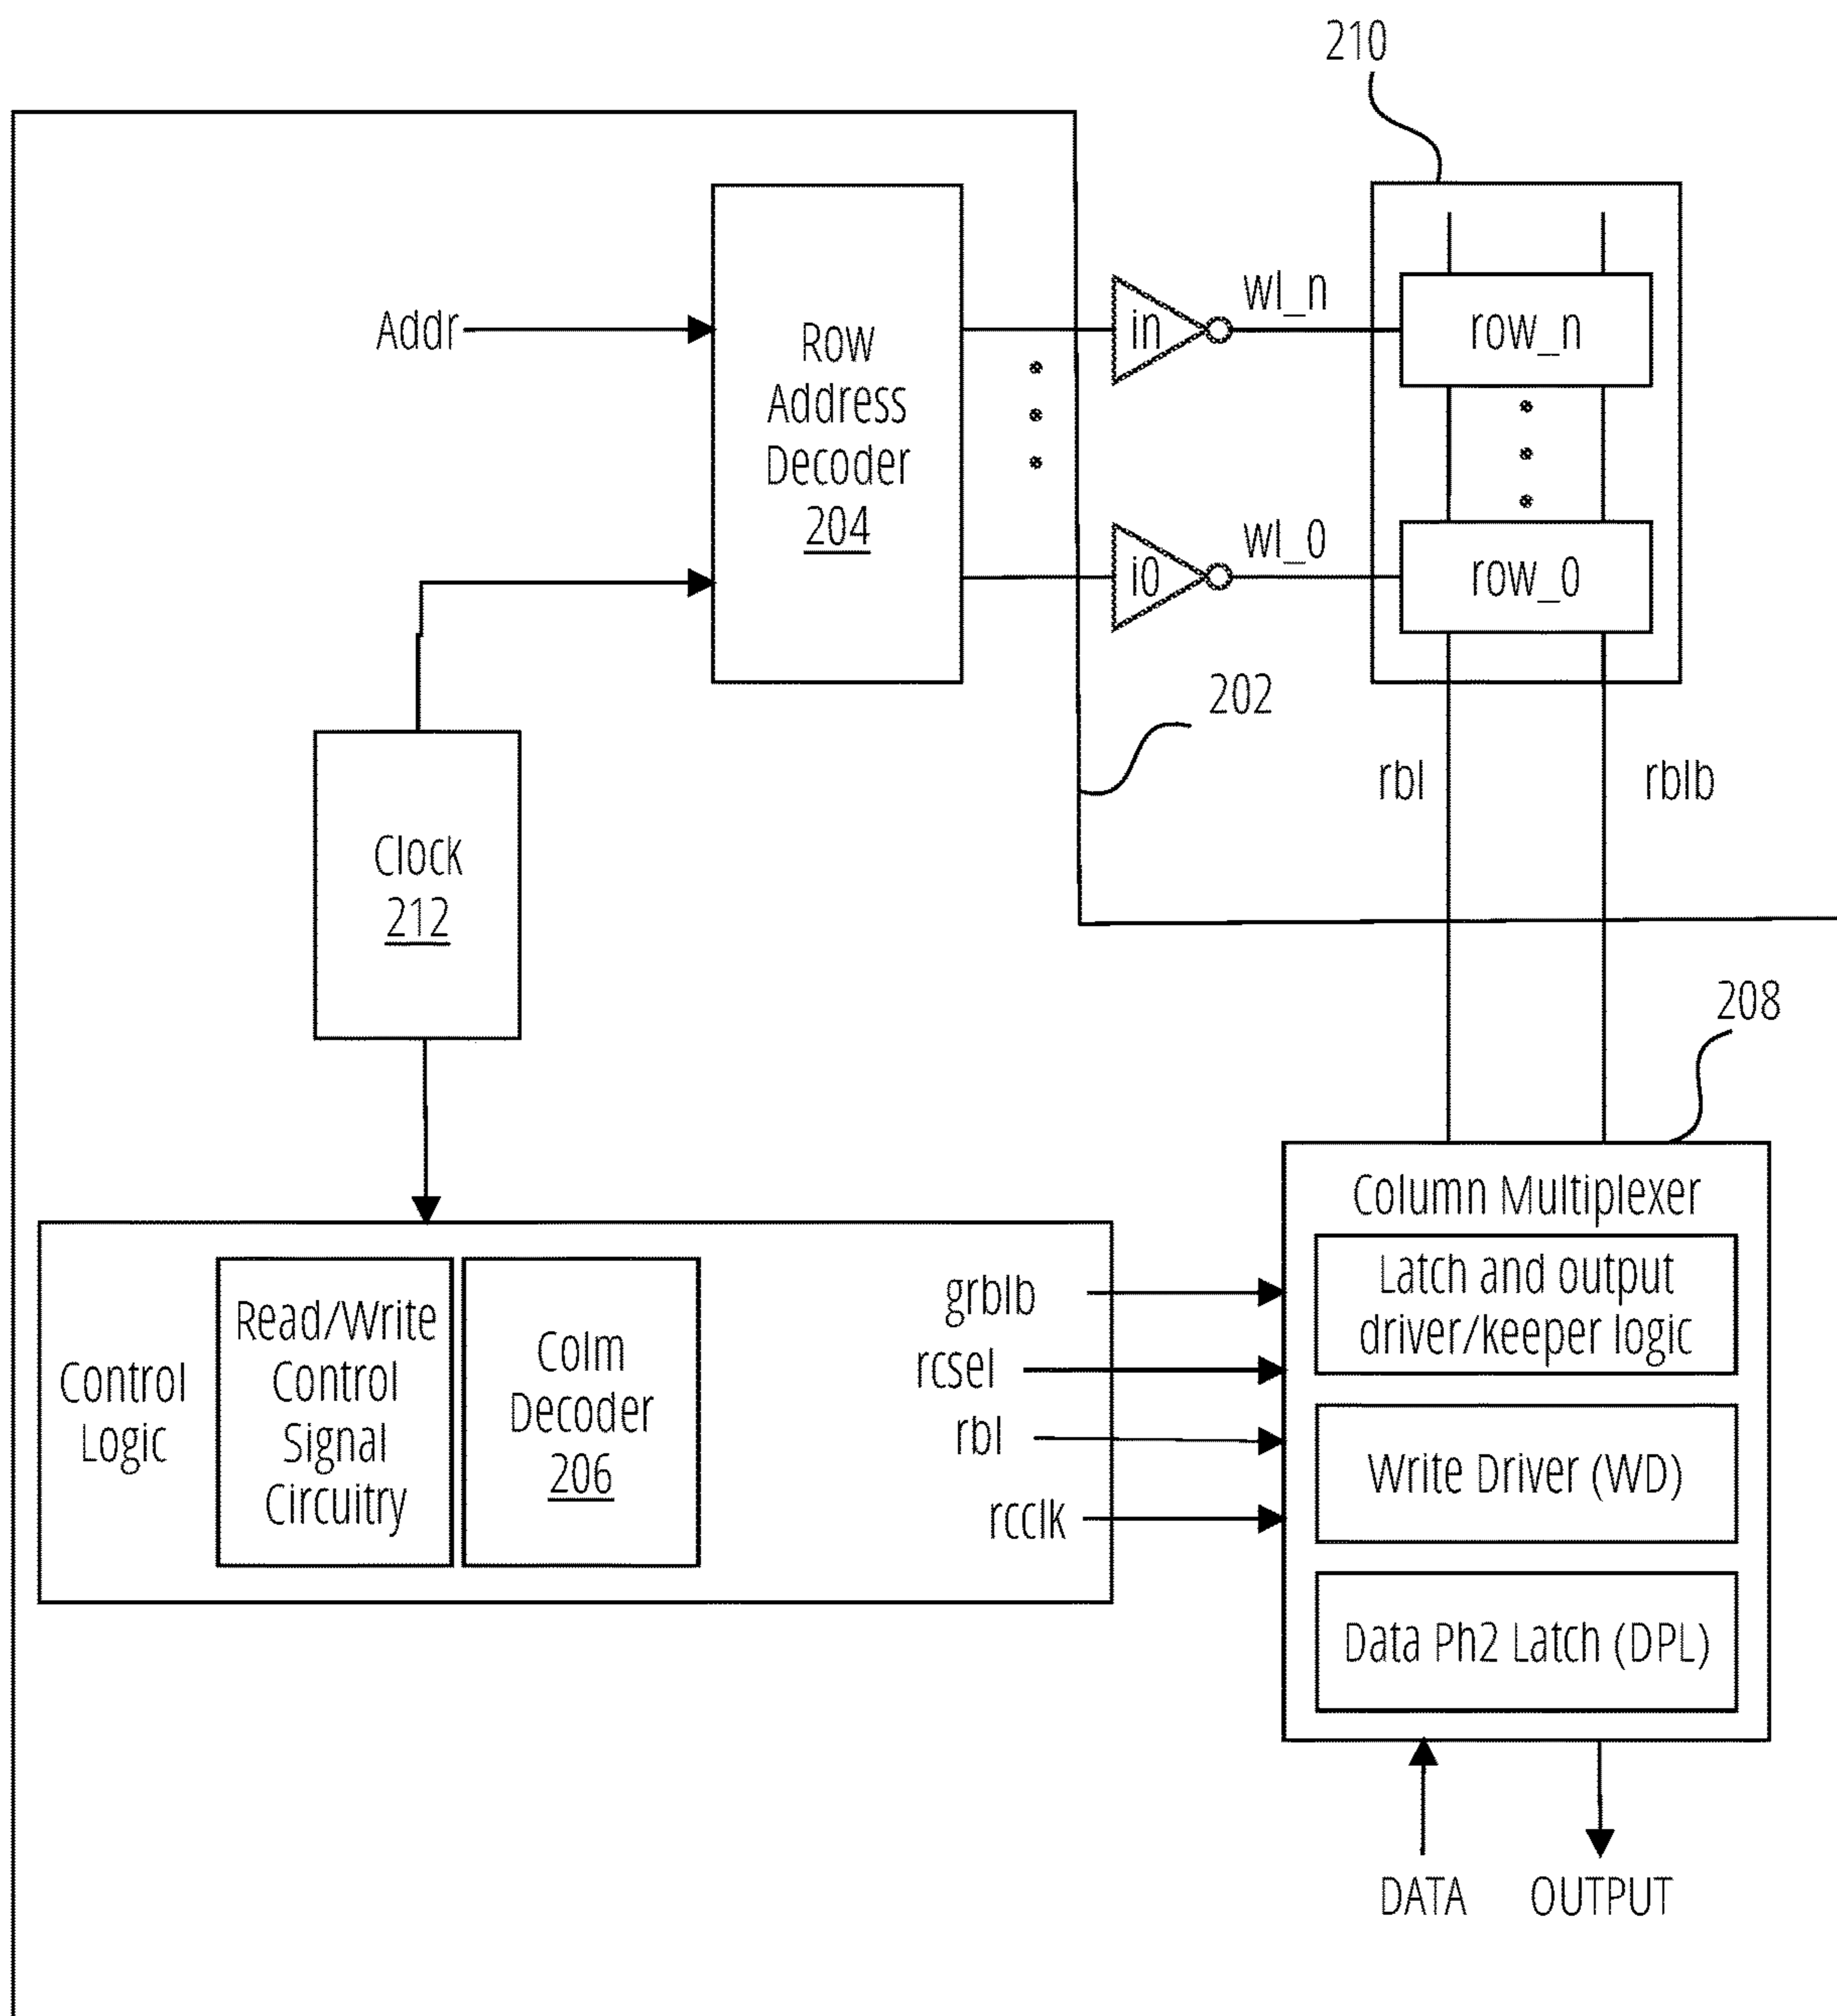 210
wl_n
Addr
in
row_n
Row
Address
Decoder
204
wl_0
i0
row_0
202
rbl
rblb
Clock
212
208
Column Multiplexer
Latch and output
driver/keeper logic
Control
Logic
Read/Write
Control
Signal
Circuitry
Colm
Decoder
206
grblb
rcsel
rbl
rcclk
Write Driver (WD)
Data Ph2 Latch (DPL)
DATA
OUTPUT